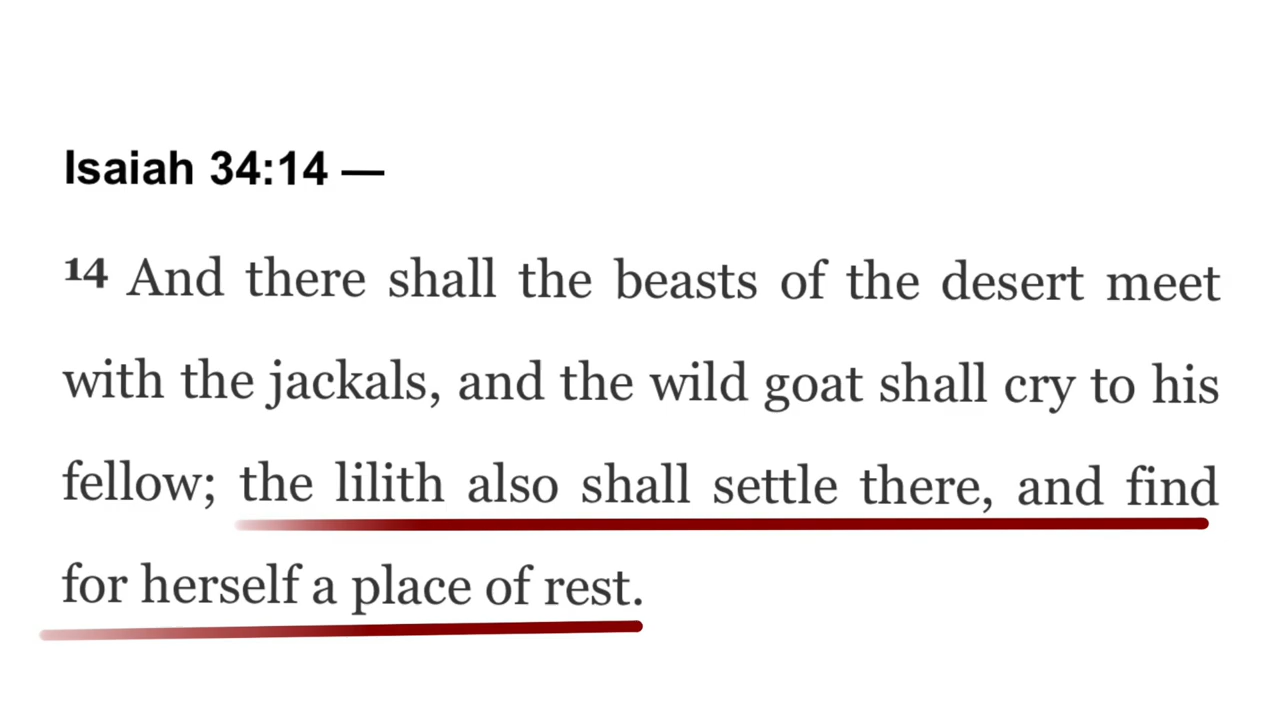 Isaiah 34:14 —
14 And there shall the beasts of the desert meet
with the jackals, and the wild goat shall cry to his
fellow; the lilith also shall settle there, and find
for herself a place of rest.